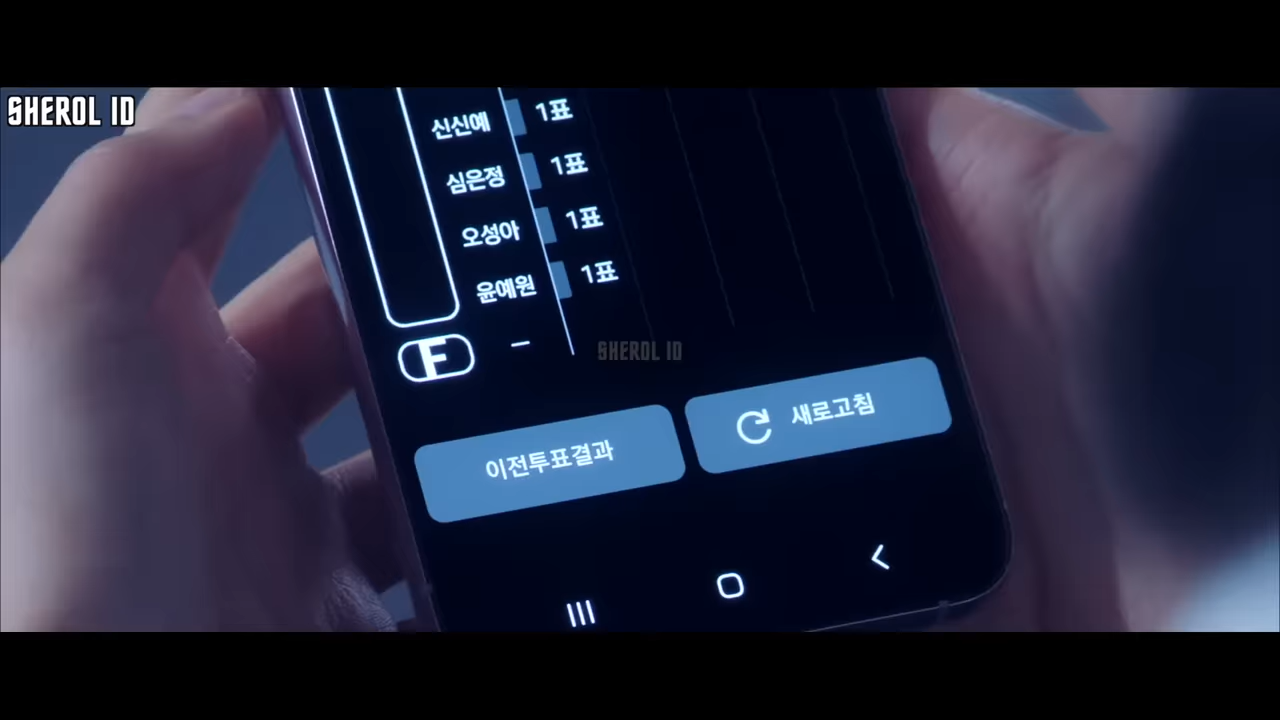 SHEROL ID
신신예 1표
심은정 1표
오성아 1표
윤예원 1표
F –
SHEROL ID
이전투표결과
새로고침